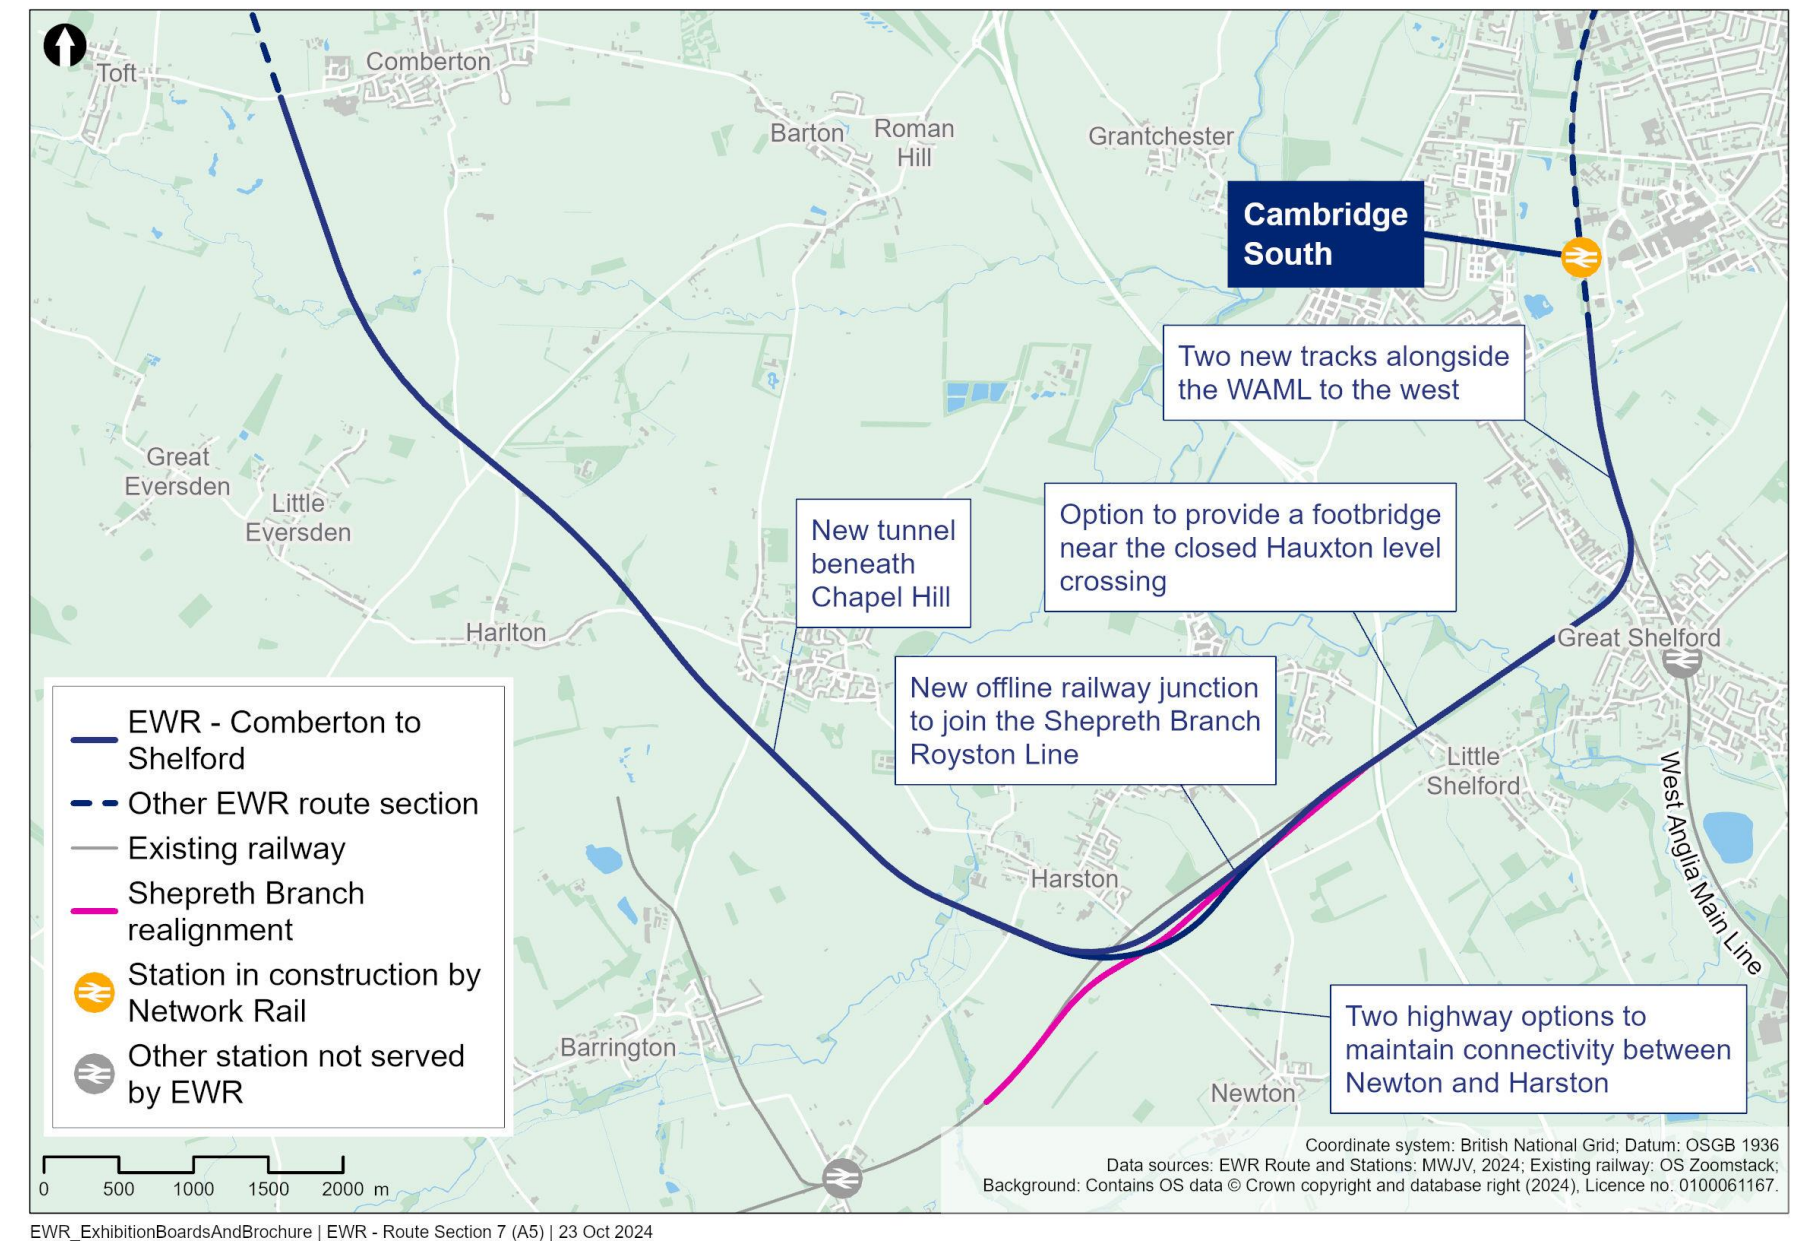 Toft
Comberton
Barton
Roman
Hill
Grantchester
Cambridge
South
Two new tracks alongside
the WAML to the west
Great
Eversden
Little
Eversden
New tunnel
beneath
Chapel Hill
Option to provide a footbridge
near the closed Hauxton level
crossing
Harlton
Great Shelford
New offline railway junction
to join the Shepreth Branch
Royston Line
Little
Shelford
West Anglia Main Line
Harston
Barrington
Newton
Two highway options to
maintain connectivity between
Newton and Harston
EWR - Comberton to
Shelford
Other EWR route section
Existing railway
Shepreth Branch
realignment
Station in construction by
Network Rail
Other station not served
by EWR
0 500 1000 1500 2000 m
Coordinate system: British National Grid; Datum: OSGB 1936
Data sources: EWR Route and Stations: MWJV, 2024; Existing railway: OS Zoomstack;
Background: Contains OS data © Crown copyright and database right (2024), Licence no. 0100061167.
EWR_ExhibitionBoardsAndBrochure | EWR - Route Section 7 (A5) | 23 Oct 2024